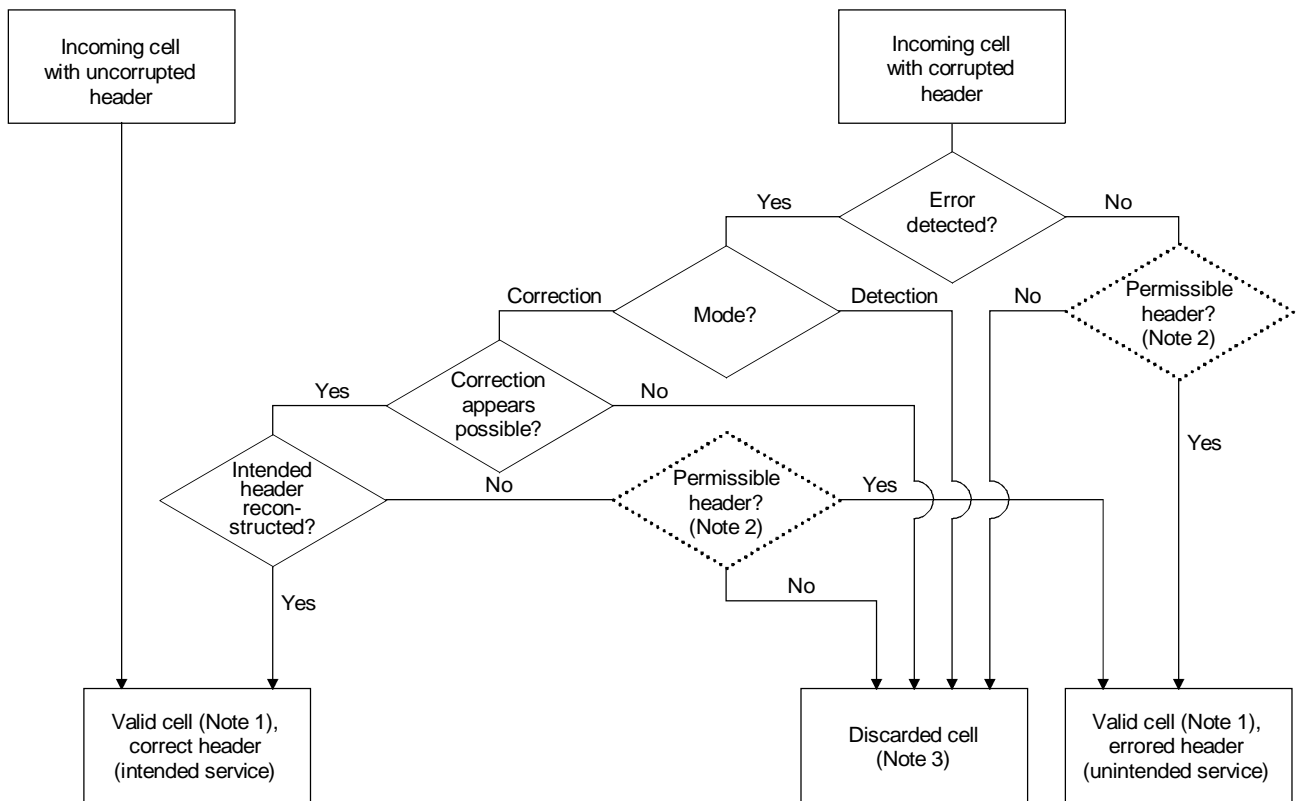 Incoming cell
with uncorrupted
header
Incoming cell
with corrupted
header
Error
detected?
Yes
No
Mode?
Correction
Detection
Permissible
header?
(Note 2)
No
Yes
Correction
appears
possible?
Yes
No
Intended
header
recon-
structed?
No
Permissible
header?
(Note 2)
Yes
No
Yes
Valid cell (Note 1),
correct header
(intended service)
Discarded cell
(Note 3)
Valid cell (Note 1),
errored header
(unintended service)